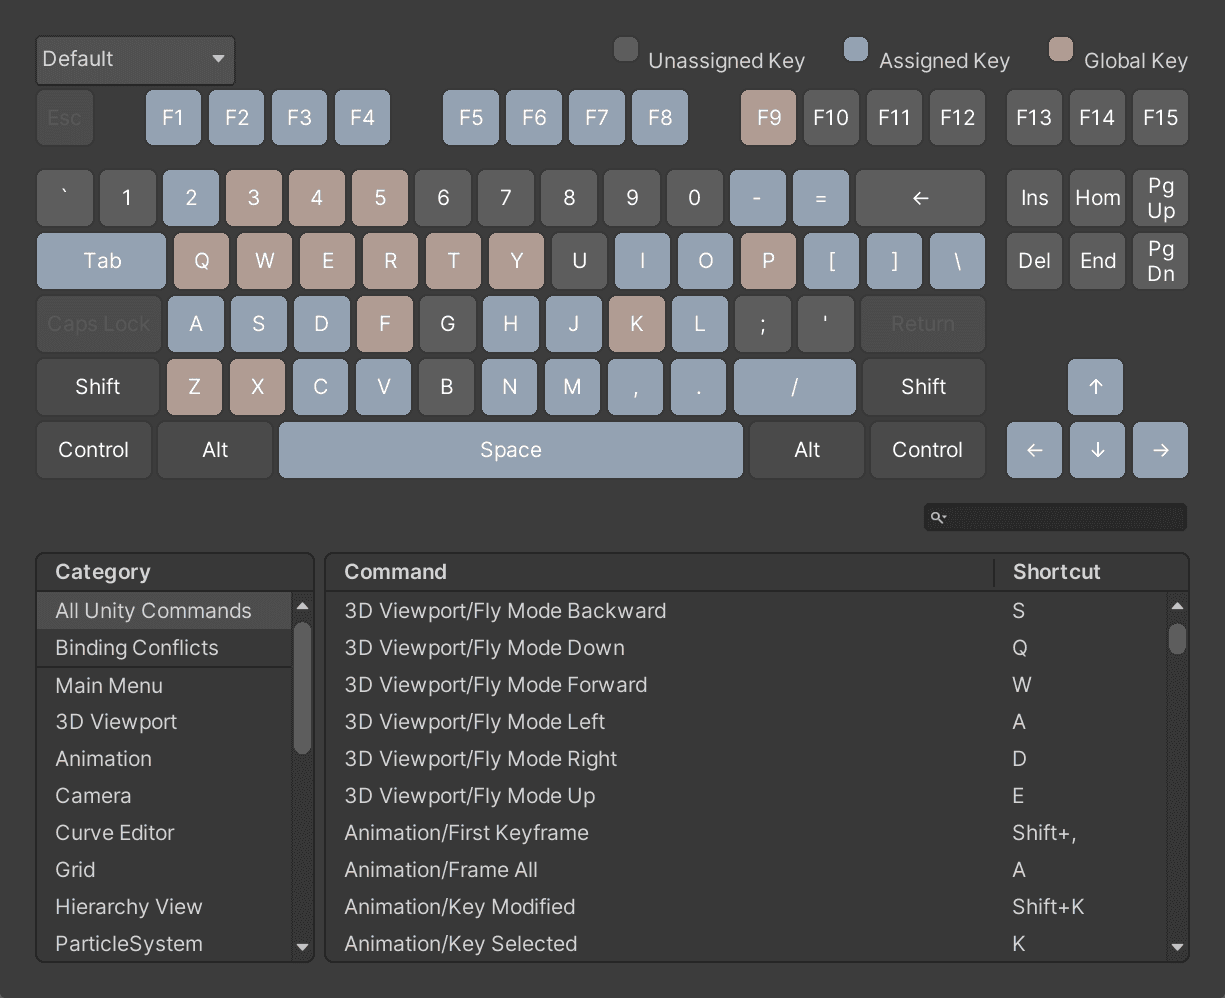 Default Unassigned Key Assigned Key Global Key
Esc F1 F2 F3 F4 F5 F6 F7 F8 F9 F10 F11 F12 F13 F14 F15
` 1 2 3 4 5 6 7 8 9 0 - = ← Ins Hom Pg Up
Tab Q W E R T Y U I O P [ ] \ Del End Pg Dn
Caps Lock A S D F G H J K L ; ' Return
Shift Z X C V B N M , . / Shift ↑
Control Alt Space Alt Control ← ↓ →
Category Command Shortcut
All Unity Commands 3D Viewport/Fly Mode Backward S
Binding Conflicts 3D Viewport/Fly Mode Down Q
Main Menu 3D Viewport/Fly Mode Forward W
3D Viewport 3D Viewport/Fly Mode Left A
Animation 3D Viewport/Fly Mode Right D
Camera 3D Viewport/Fly Mode Up E
Curve Editor Animation/First Keyframe Shift+,
Grid Animation/Frame All A
Hierarchy View Animation/Key Modified Shift+K
ParticleSystem Animation/Key Selected K